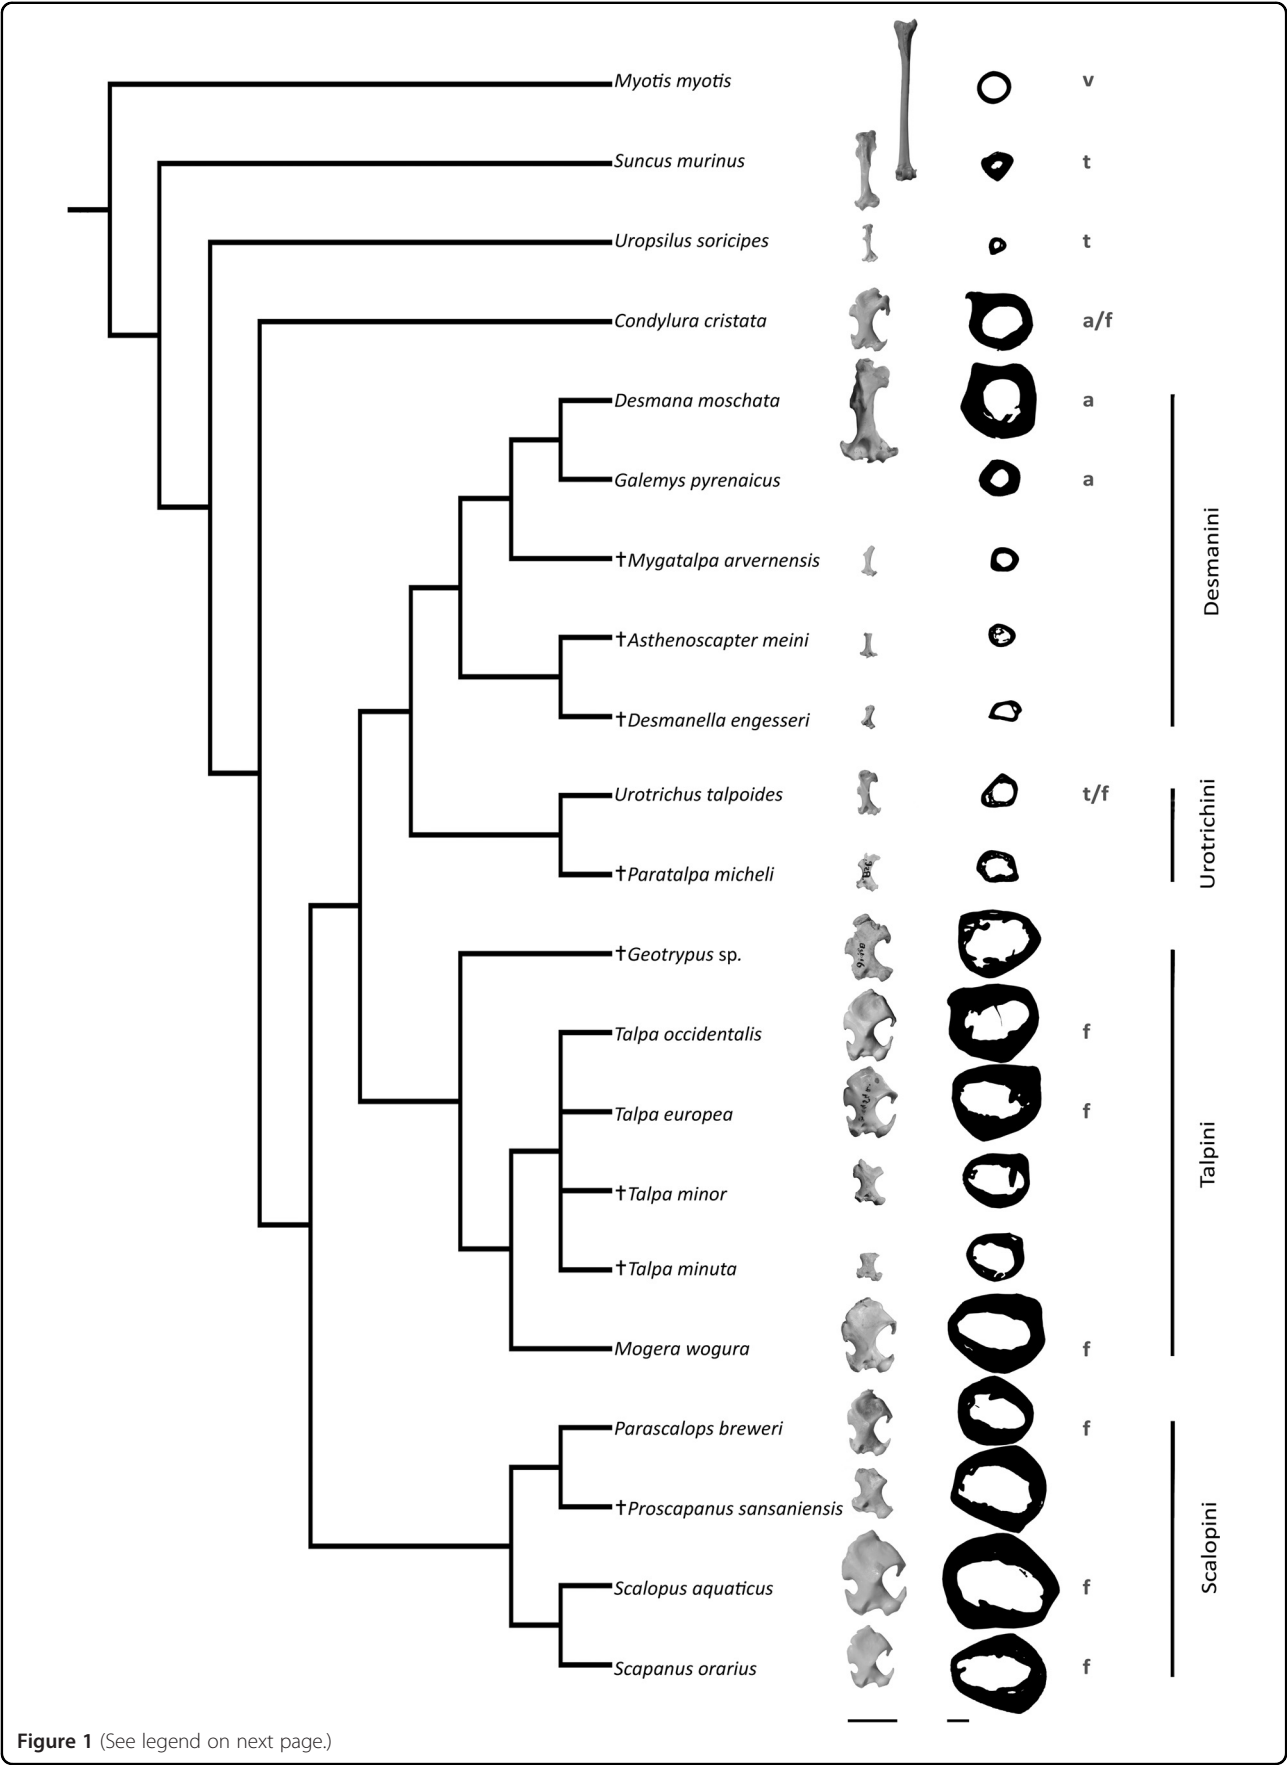 Myotis myotis v
Suncus murinus t
Uropsilus soricipes t
Condylura cristata a/f
Desmana moschata a
Galemys pyrenaicus a
†Mygatalpa arvernensis
†Asthenoscapter meini
†Desmanella engesseri
Desmanini
Urotrichus talpoides t/f
†Paratalpa micheli
Urotrichini
†Geotrypus sp.
Talpa occidentalis f
Talpa europea f
†Talpa minor
†Talpa minuta
Mogera wogura f
Talpini
Parascalops breweri f
†Proscapanus sansaniensis
Scalopus aquaticus f
Scapanus orarius f
Scalopini
Figure 1 (See legend on next page.)